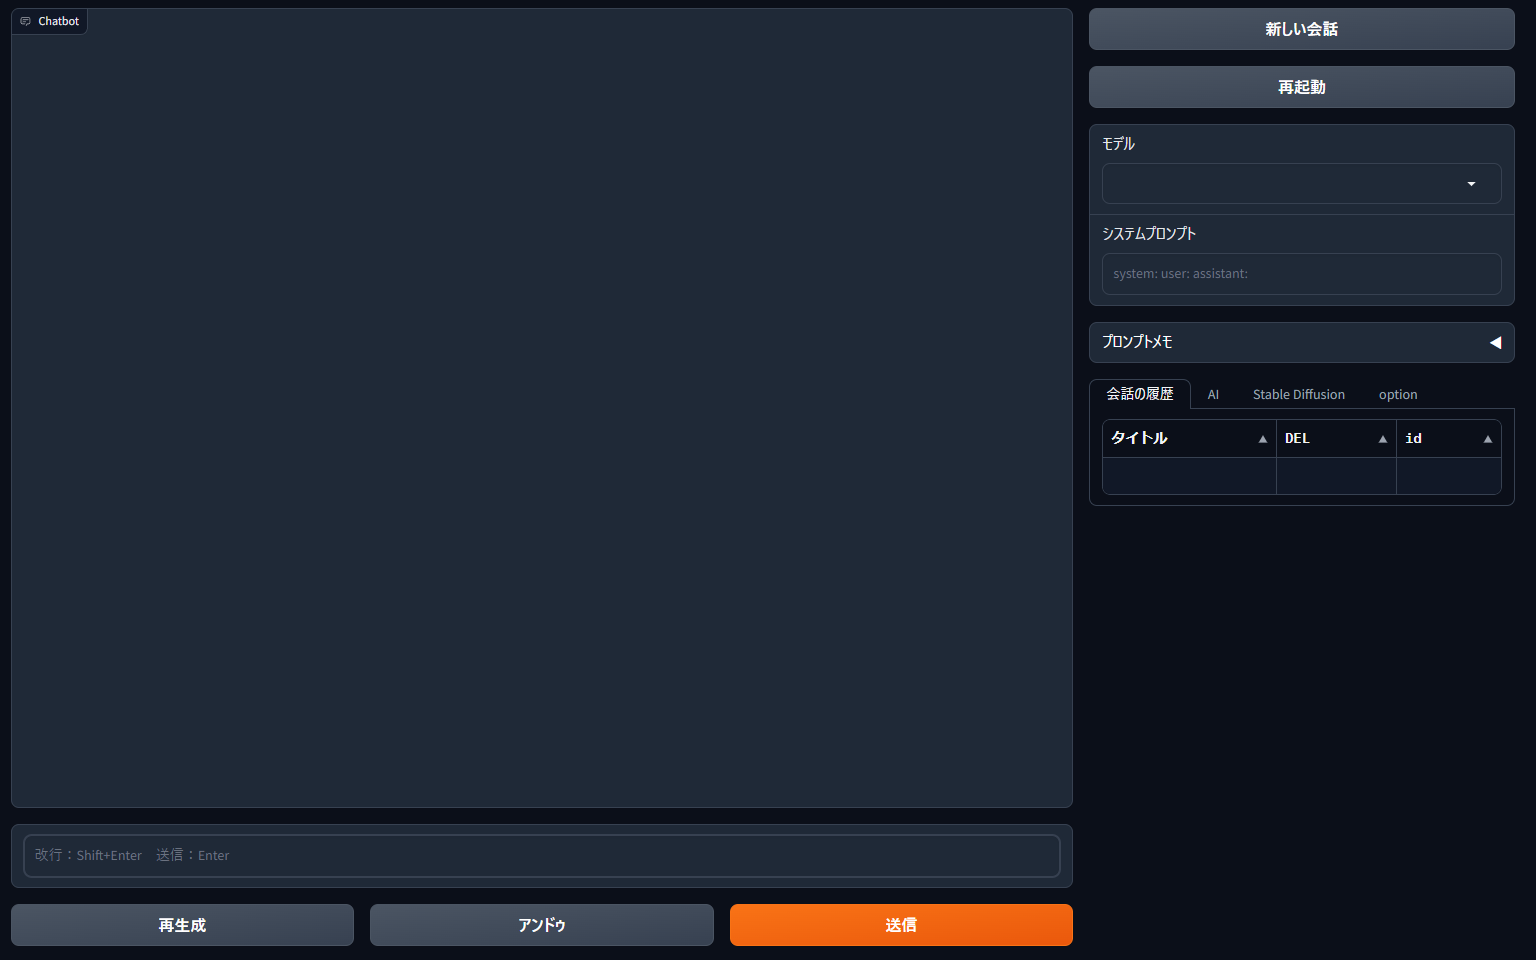 Chatbot
改行：Shift+Enter　送信：Enter
再生成
アンドゥ
送信
新しい会話
再起動
モデル
システムプロンプト
system: user: assistant:
プロンプトメモ
会話の履歴 AI Stable Diffusion option
タイトル DEL id